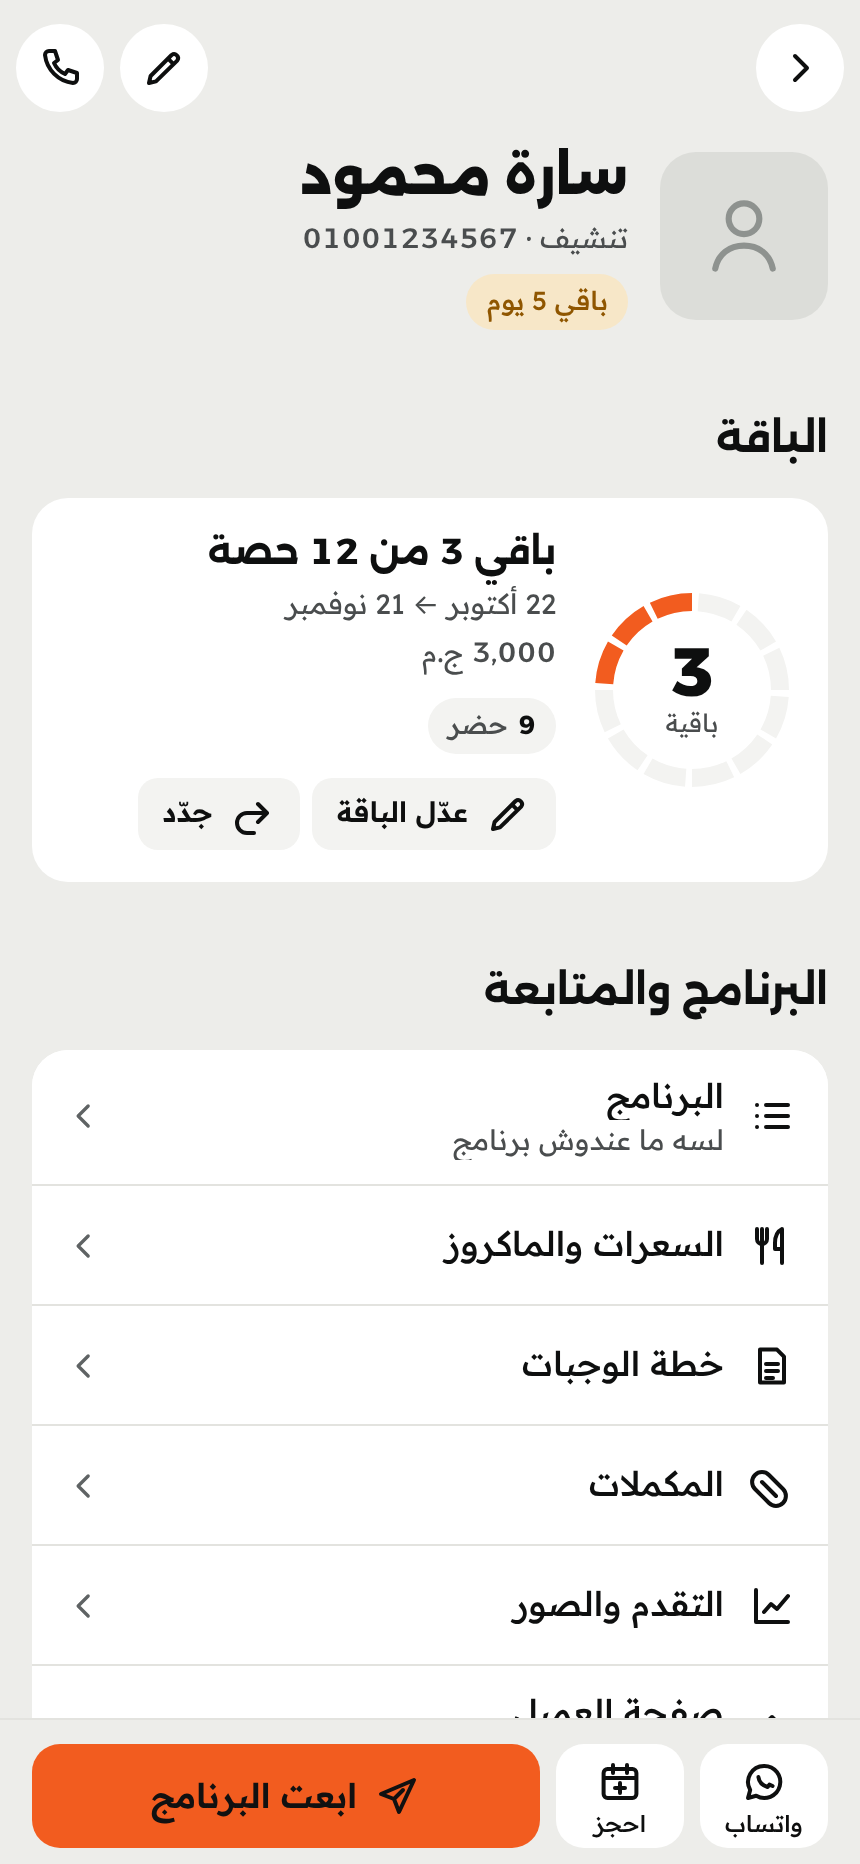 سارة محمود
تنشيف · 01001234567
باقي 5 يوم
الباقة
باقي 3 من 12 حصة
22 أكتوبر ← 21 نوفمبر
3,000 ج.م
9 حضر
3
باقية
عدّل الباقة
جدّد
البرنامج والمتابعة
البرنامج
لسه ما عندوش برنامج
السعرات والماكروز
خطة الوجبات
المكملات
التقدم والصور
صفحة العميل
واتساب
احجز
ابعت البرنامج